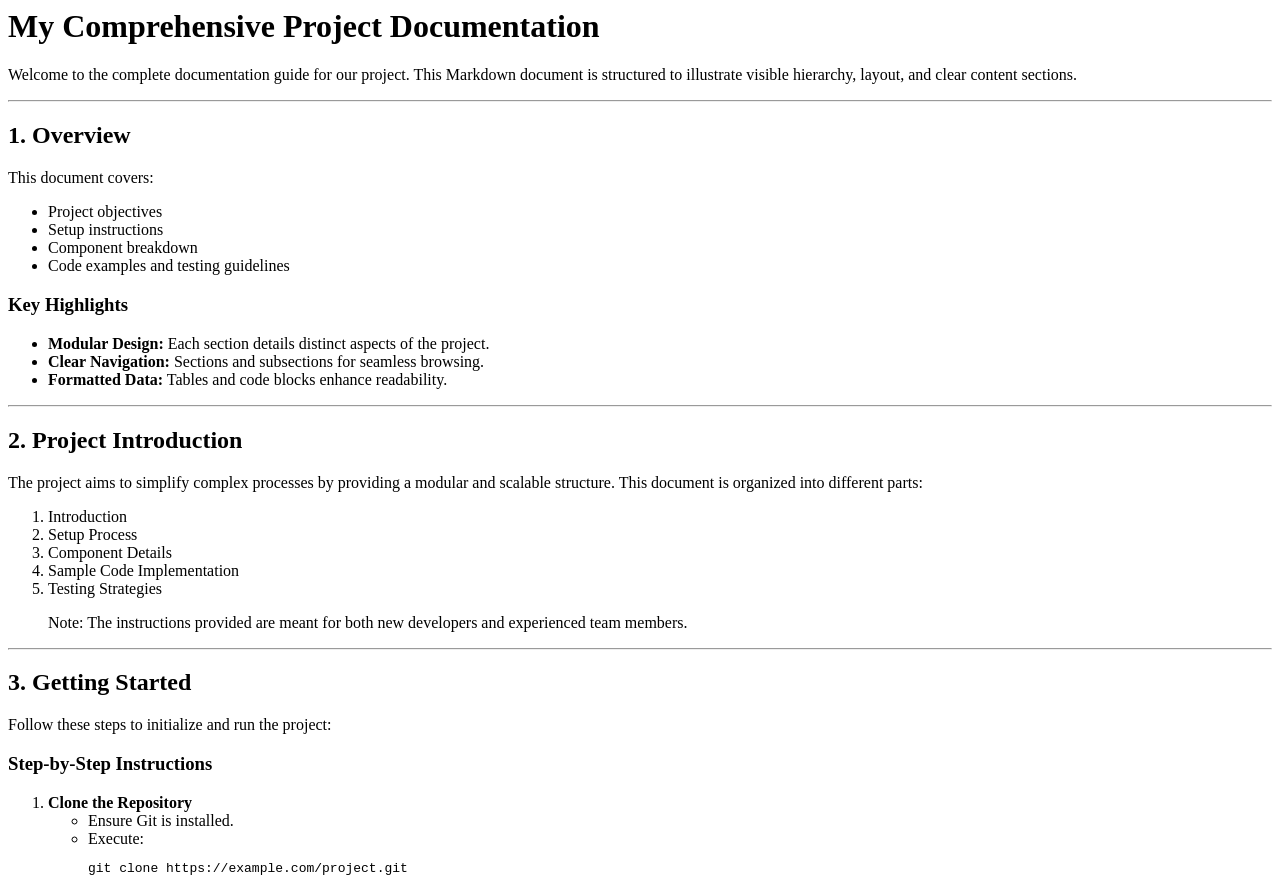 My Comprehensive Project Documentation
Welcome to the complete documentation guide for our project. This Markdown document is structured to illustrate visible hierarchy, layout, and clear content sections.
1. Overview
This document covers:
• Project objectives
• Setup instructions
• Component breakdown
• Code examples and testing guidelines
Key Highlights
• Modular Design: Each section details distinct aspects of the project.
• Clear Navigation: Sections and subsections for seamless browsing.
• Formatted Data: Tables and code blocks enhance readability.
2. Project Introduction
The project aims to simplify complex processes by providing a modular and scalable structure. This document is organized into different parts:
1. Introduction
2. Setup Process
3. Component Details
4. Sample Code Implementation
5. Testing Strategies
Note: The instructions provided are meant for both new developers and experienced team members.
3. Getting Started
Follow these steps to initialize and run the project:
Step-by-Step Instructions
1. Clone the Repository
◦ Ensure Git is installed.
◦ Execute:
git clone https://example.com/project.git